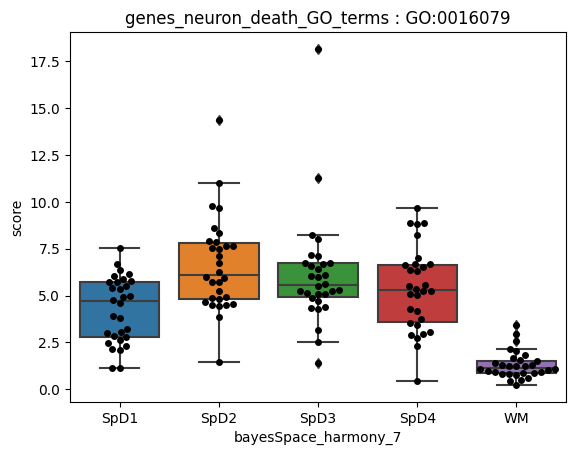 genes_neuron_death_GO_terms : GO:0016079
17.5
15.0
12.5
10.0
7.5
5.0
2.5
0.0
score
SpD1 SpD2 SpD3 SpD4 WM
bayesSpace_harmony_7